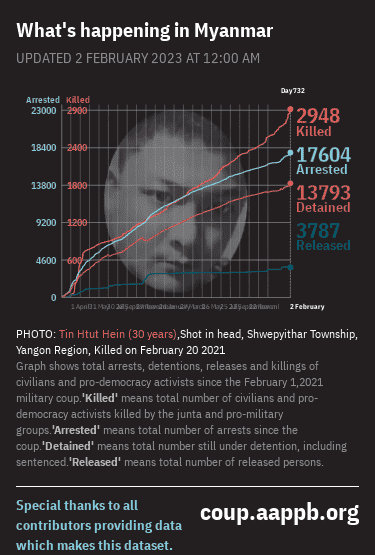 What's happening in Myanmar
UPDATED 2 FEBRUARY 2023 AT 12:00 AM
Day732
Arrested Killed
23000 2900
2948
Killed
18400 2400
17604
Arrested
13800 1800
13793
Detained
9200 1200
3787
Released
4600 600
0
2 February
PHOTO: Tin Htut Hein (30 years),Shot in head, Shwepyithar Township,
Yangon Region, Killed on February 20 2021
Graph shows total arrests, detentions, releases and killings of
civilians and pro-democracy activists since the February 1,2021
military coup.'Killed' means total number of civilians and pro-
democracy activists killed by the junta and pro-military
groups.'Arrested' means total number of arrests since the
coup.'Detained' means total number still under detention, including
sentenced.'Released' means total number of released persons.
Special thanks to all
contributors providing data
which makes this dataset.
coup.aappb.org